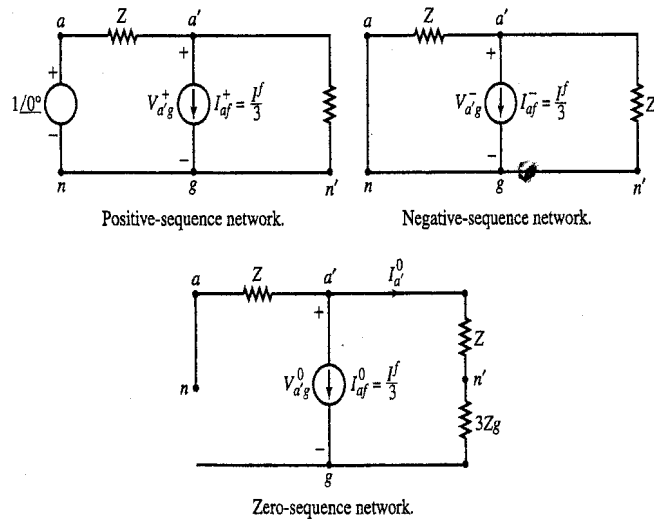 a Z a′
+ +
1/0° V⁺a′g I⁺af = Iᶠ/3
− −
n g n′
Positive-sequence network.
a Z a′
+
V⁻a′g I⁻af = Iᶠ/3 Z
−
n g n′
Negative-sequence network.
a Z a′ I⁰a′
+ Z
n V⁰a′g I⁰af = Iᶠ/3 n′
3Zg
−
g
Zero-sequence network.